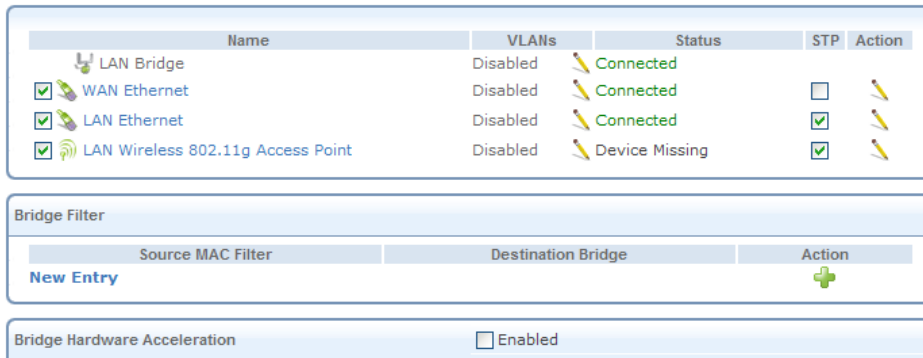 Name VLANs Status STP Action
LAN Bridge Disabled Connected
WAN Ethernet Disabled Connected
LAN Ethernet Disabled Connected
LAN Wireless 802.11g Access Point Disabled Device Missing
Bridge Filter
Source MAC Filter Destination Bridge Action
New Entry
Bridge Hardware Acceleration Enabled